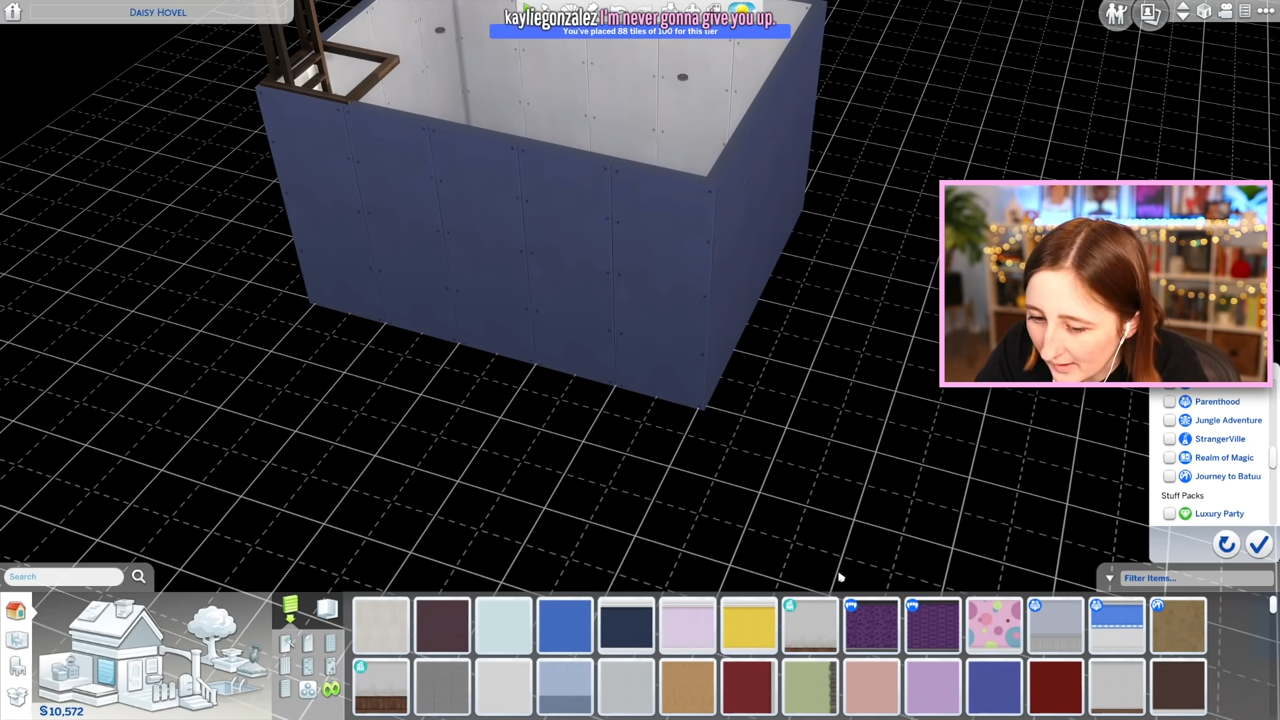 DAISY HOVEL
kayliegonzalez I'm never gonna give you up.
You've placed 88 tiles of 100 for this tier
Parenthood
Jungle Adventure
StrangerVille
Realm of Magic
Journey to Batuu
Stuff Packs
Luxury Party
Filter Items...
Search
§10,572